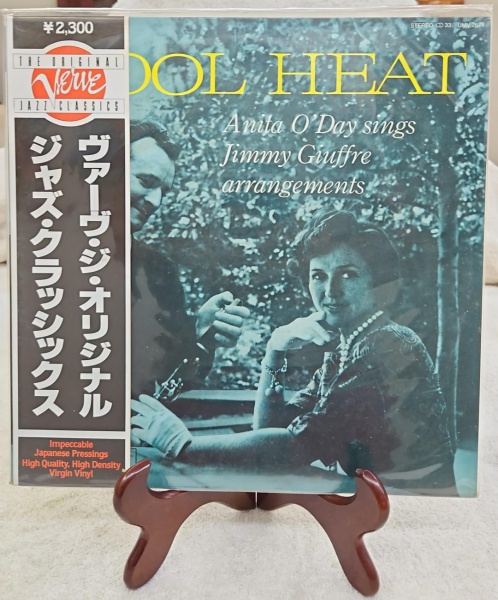 ¥2,300
THE ORIGINAL
Verve
JAZZ CLASSICS
ヴァーヴ・ジ・オリジナル
ジャズ・クラシックス
Impeccable
Japanese Pressings
High Quality, High Density
Virgin Vinyl
STEREO
OOL HEAT
Anita O'Day sings
Jimmy Giuffre
arrangements